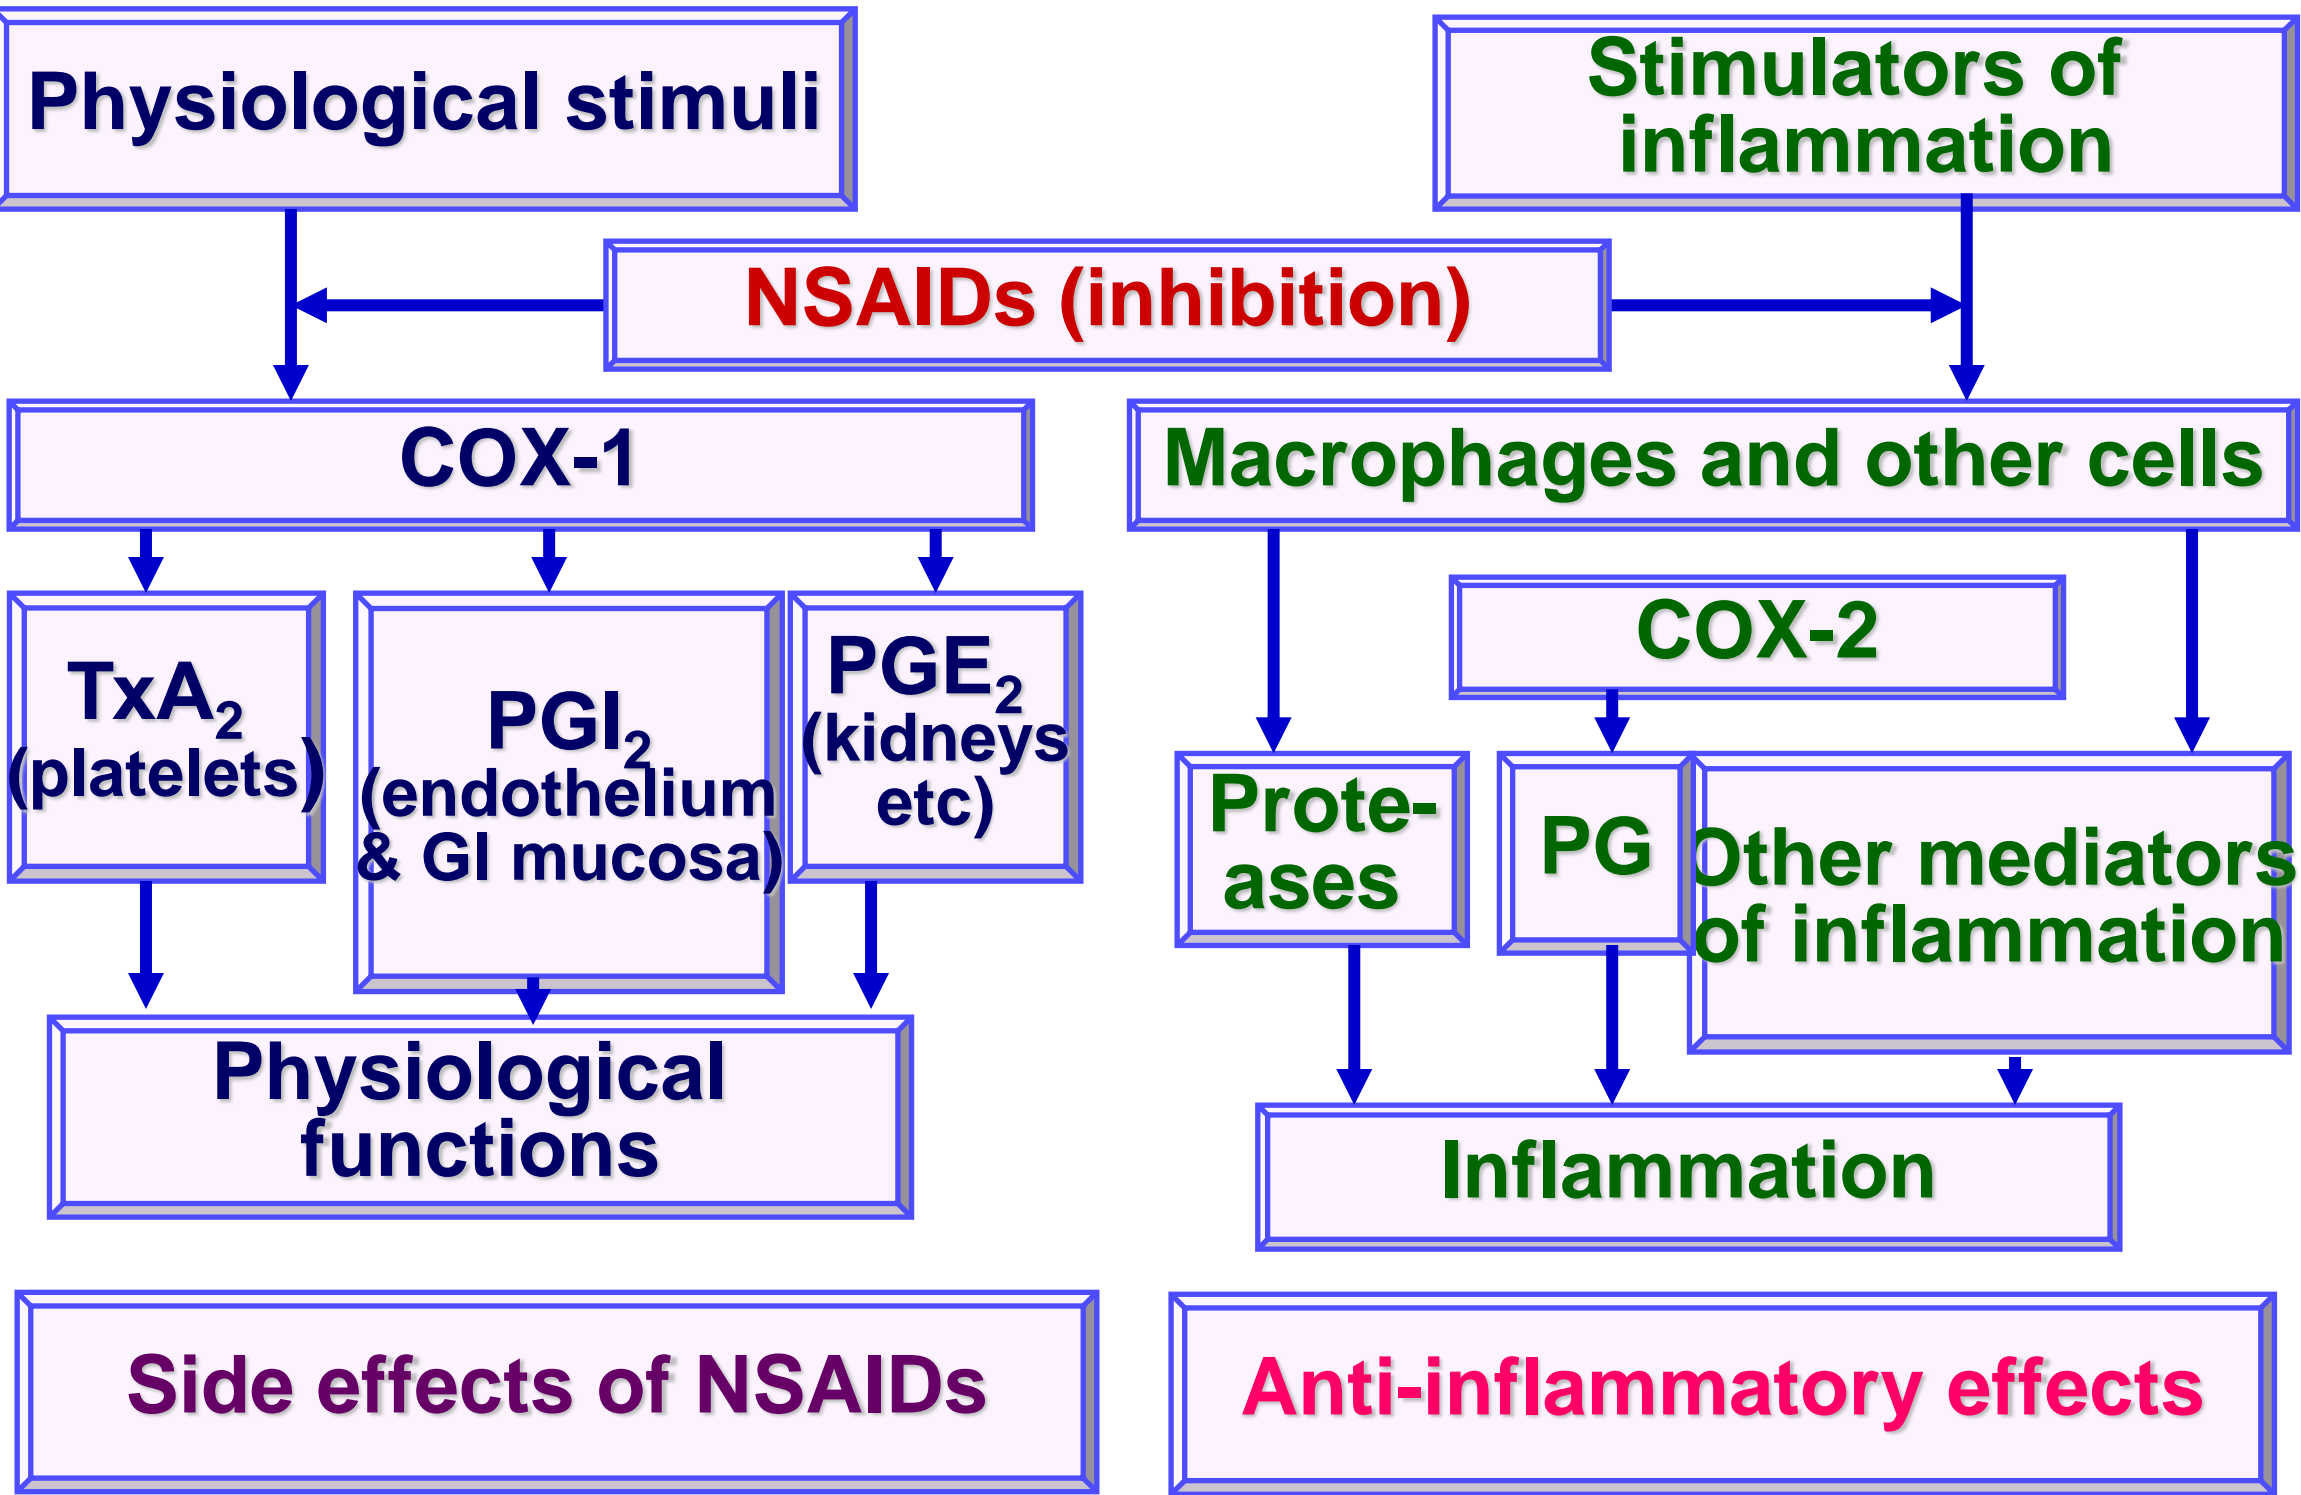 Physiological stimuli
Stimulators of
inflammation
NSAIDs (inhibition)
COX-1
Macrophages and other cells
COX-2
TxA₂
(platelets)
PGI₂
(endothelium
& GI mucosa)
PGE₂
(kidneys
etc)
Prote-
ases
PG
Other mediators
of inflammation
Physiological
functions
Inflammation
Side effects of NSAIDs
Anti-inflammatory effects